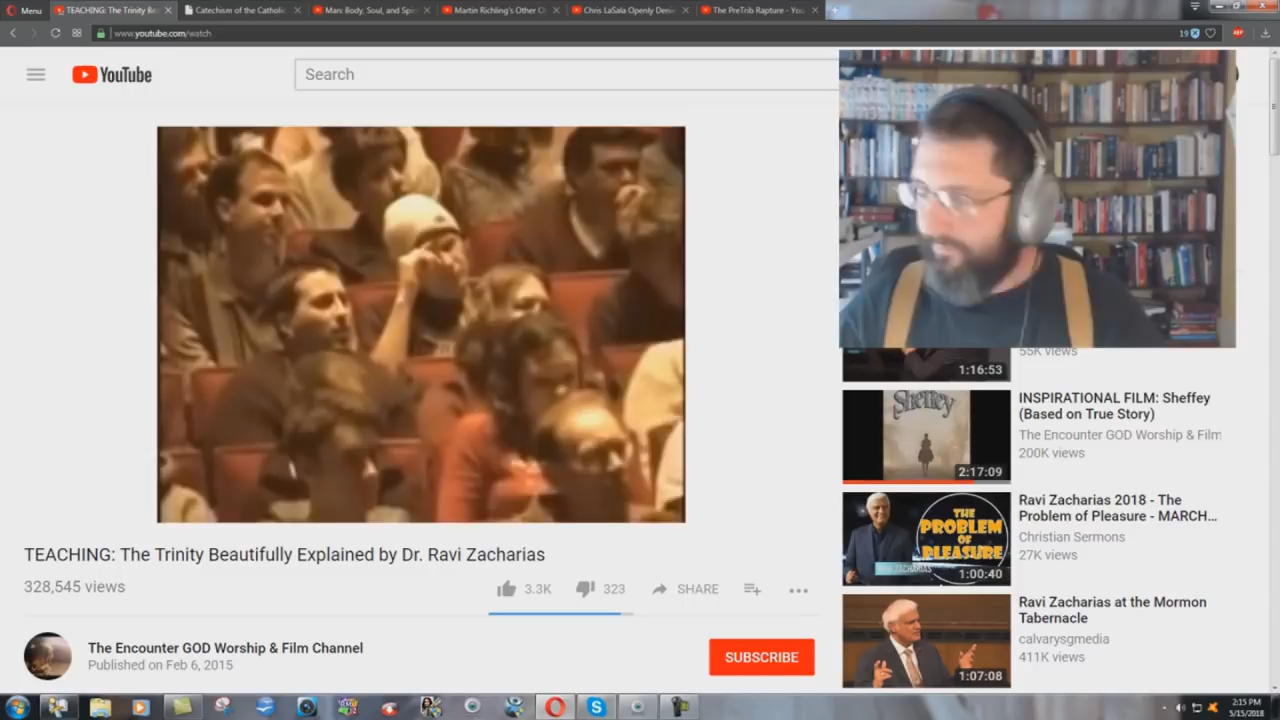 Menu
TEACHING: The Trinity Be
Catechism of the Catholic
Man: Body, Soul, and Spir
Martin Richling's Other C
Chris LaSala Openly Deni
The PreTrib Rapture - You
www.youtube.com/watch
19
ABP
YouTube
Search
55K views
1:16:53
Sheffey
2:17:09
INSPIRATIONAL FILM: Sheffey
(Based on True Story)
The Encounter GOD Worship & Film
200K views
THE
PROBLEM
OF
PLEASURE
RAVI ZACHARIAS
1:00:40
Ravi Zacharias 2018 - The
Problem of Pleasure - MARCH...
Christian Sermons
27K views
TEACHING: The Trinity Beautifully Explained by Dr. Ravi Zacharias
328,545 views
3.3K
323
SHARE
1:07:08
Ravi Zacharias at the Mormon
Tabernacle
calvarysgmedia
411K views
The Encounter GOD Worship & Film Channel
Published on Feb 6, 2015
SUBSCRIBE
2:15 PM
5/15/2018